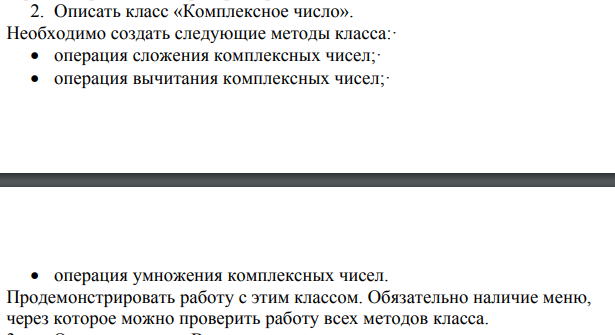 2. Описать класс «Комплексное число».
Необходимо создать следующие методы класса:·
• операция сложения комплексных чисел;·
• операция вычитания комплексных чисел;·
• операция умножения комплексных чисел.
Продемонстрировать работу с этим классом. Обязательно наличие меню,
через которое можно проверить работу всех методов класса.